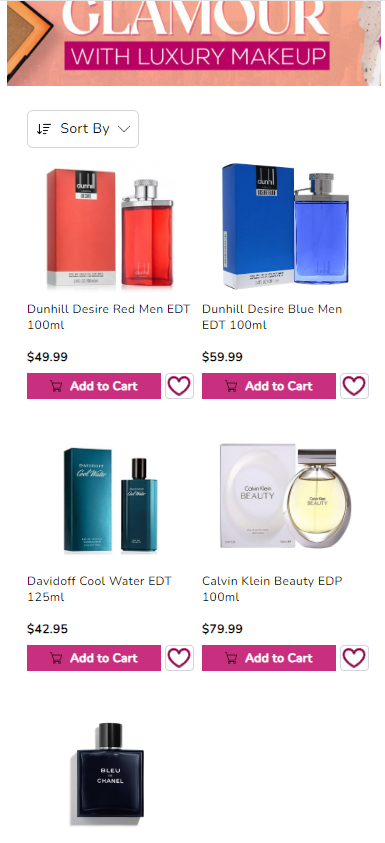 GLAMOUR
WITH LUXURY MAKEUP
Sort By
dunhill
DESIRE
dunhill
DESIRE
Dunhill Desire Red Men EDT
100ml
Dunhill Desire Blue Men
EDT 100ml
$49.99
$59.99
Add to Cart
Add to Cart
DAVIDOFF
Cool Water
Calvin Klein
BEAUTY
Calvin Klein
BEAUTY
Davidoff Cool Water EDT
125ml
Calvin Klein Beauty EDP
100ml
$42.95
$79.99
Add to Cart
Add to Cart
BLEU
DE
CHANEL